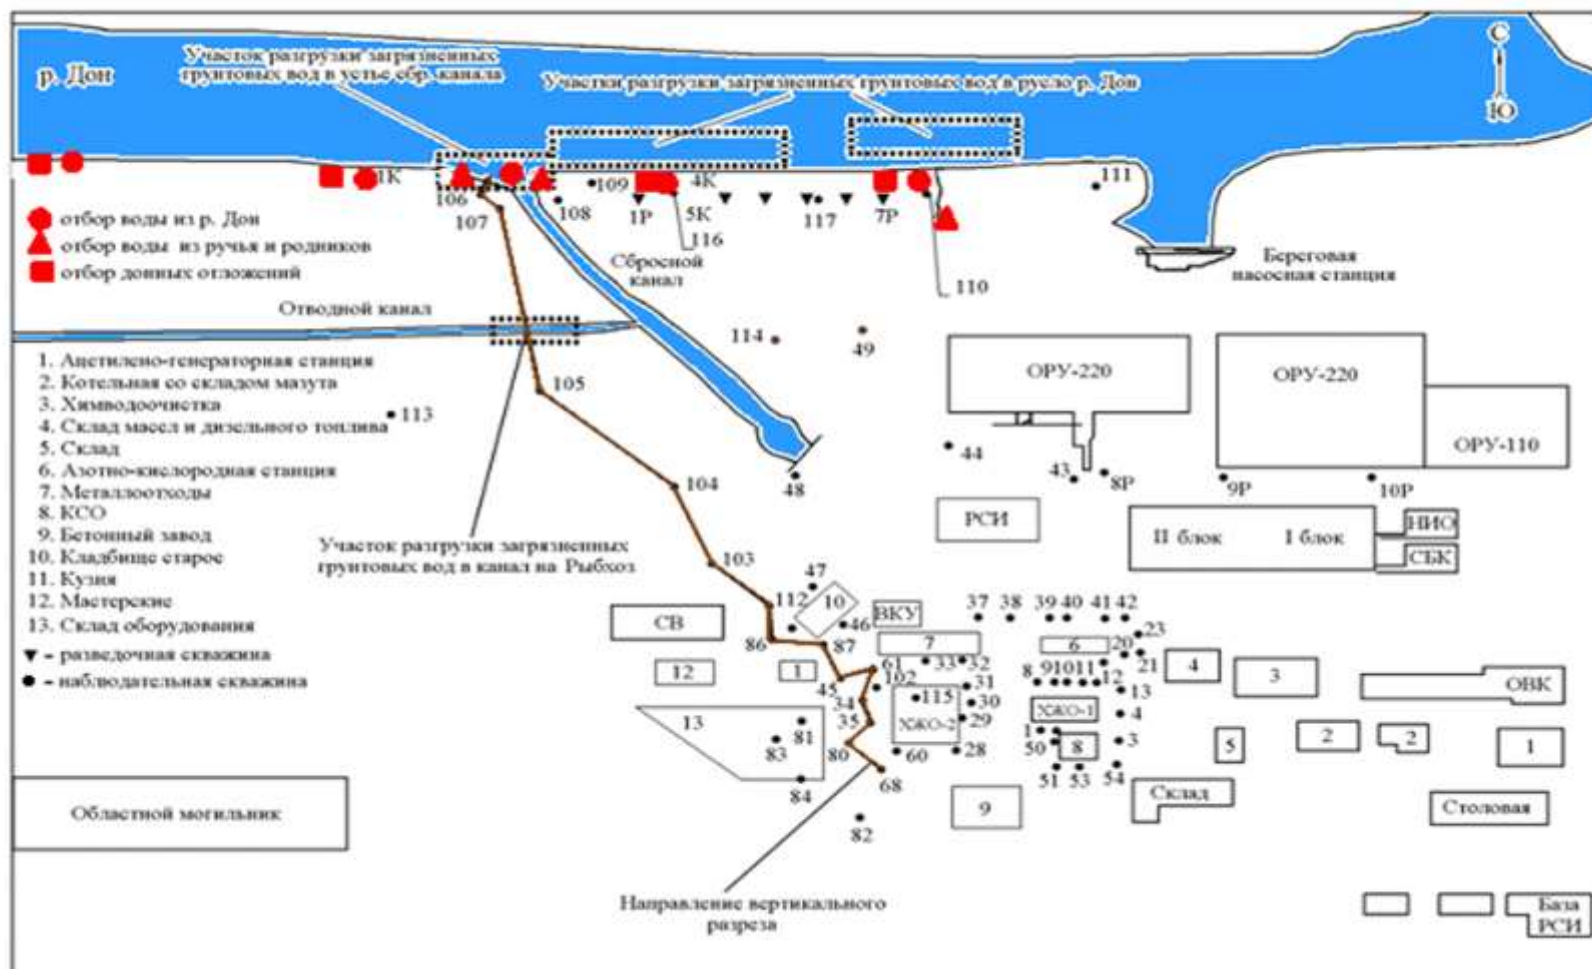 С
Ю
р. Дон
Участок разгрузки загрязненных
грунтовых вод в устье сбр. канала
Участки разгрузки загрязненных грунтовых вод в русло р. Дон
1К
106
107
108
109
4К
1Р
5К
116
117
7Р
110
111
отбор воды из р. Дон
отбор воды из ручья и родников
отбор донных отложений
Сбросной
канал
Береговая
насосная станция
Отводной канал
114
49
ОРУ-220
ОРУ-220
ОРУ-110
1. Ацетилено-генераторная станция
2. Котельная со складом мазута
3. Химводоочистка
4. Склад масел и дизельного топлива
5. Склад
6. Азотно-кислородная станция
7. Металлоотходы
8. КСО
9. Бетонный завод
10. Кладбище старое
11. Кузня
12. Мастерские
13. Склад оборудования
- разведочная скважина
- наблюдательная скважина
105
113
104
48
44
43
8Р
9Р
10Р
РСИ
II блок
I блок
НИО
СБК
Участок разгрузки загрязненных
грунтовых вод в канал на Рыбхоз
103
47
112
10
46
ВКУ
37
38
39
40
41
42
СВ
86
87
7
6
23
20
21
12
1
45
61
102
33
32
8
9
10
11
12
4
3
ОВК
34
115
31
30
13
13
35
ХЖО-2
29
ХЖО-1
4
81
83
80
60
28
1
50
8
3
5
2
2
1
84
68
51
53
54
82
9
Склад
Столовая
Областной могильник
Направление вертикального
разреза
База
РСИ